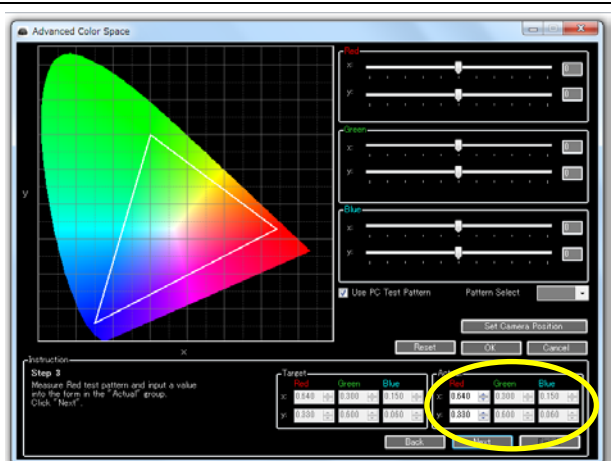 Advanced Color Space
Red
x: 0
y: 0
Green
x: 0
y: 0
Blue
x: 0
y: 0
y
x
Use PC Test Pattern Pattern Select
Set Camera Position
Reset OK Cancel
Instruction
Step 3
Measure Red test pattern and input a value
into the form in the "Actual" group.
Click "Next".
Target
Red Green Blue
x: 0.640 0.300 0.150
y: 0.330 0.600 0.060
Red Green Blue
x: 0.640 0.300 0.150
y: 0.330 0.600 0.060
Back Next